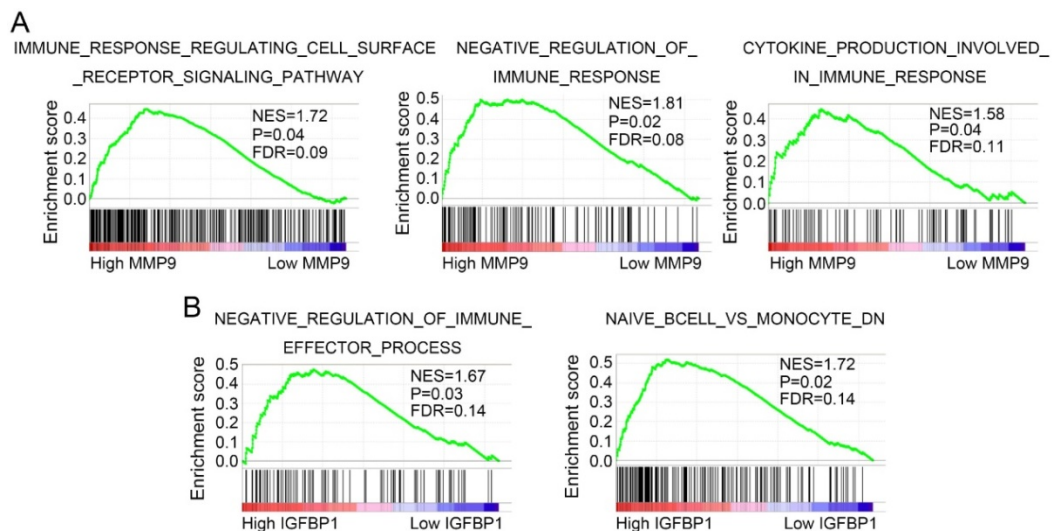 A
IMMUNE_RESPONSE_REGULATING_CELL_SURFACE
_RECEPTOR_SIGNALING_PATHWAY
Enrichment score
0.4
0.3
0.2
0.1
0.0
NES=1.72
P=0.04
FDR=0.09
High MMP9 Low MMP9
NEGATIVE_REGULATION_OF_
IMMUNE_RESPONSE
Enrichment score
0.5
0.4
0.3
0.2
0.1
0.0
NES=1.81
P=0.02
FDR=0.08
High MMP9 Low MMP9
CYTOKINE_PRODUCTION_INVOLVED_
IN_IMMUNE_RESPONSE
Enrichment score
0.4
0.3
0.2
0.1
0.0
NES=1.58
P=0.04
FDR=0.11
High MMP9 Low MMP9
B
NEGATIVE_REGULATION_OF_IMMUNE_
EFFECTOR_PROCESS
Enrichment score
0.5
0.4
0.3
0.2
0.1
0.0
NES=1.67
P=0.03
FDR=0.14
High IGFBP1 Low IGFBP1
NAIVE_BCELL_VS_MONOCYTE_DN
Enrichment score
0.5
0.4
0.3
0.2
0.1
0.0
NES=1.72
P=0.02
FDR=0.14
High IGFBP1 Low IGFBP1